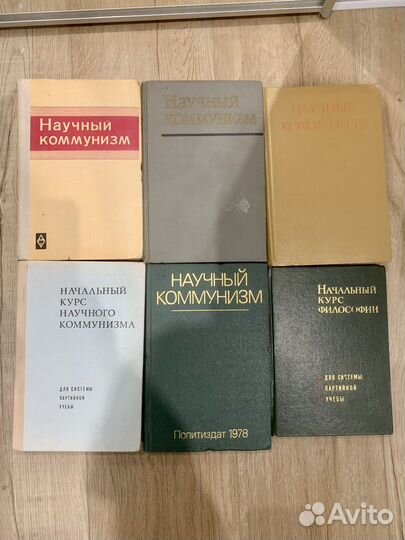 Научный
коммунизм
Научный
коммунизм
Научный
коммунизм
Начальный
курс
научного
коммунизма
Для системы
партийной
учебы
Научный
коммунизм
Политиздат 1978
Начальный
курс
философии
Для системы
партийной
учебы
Avito